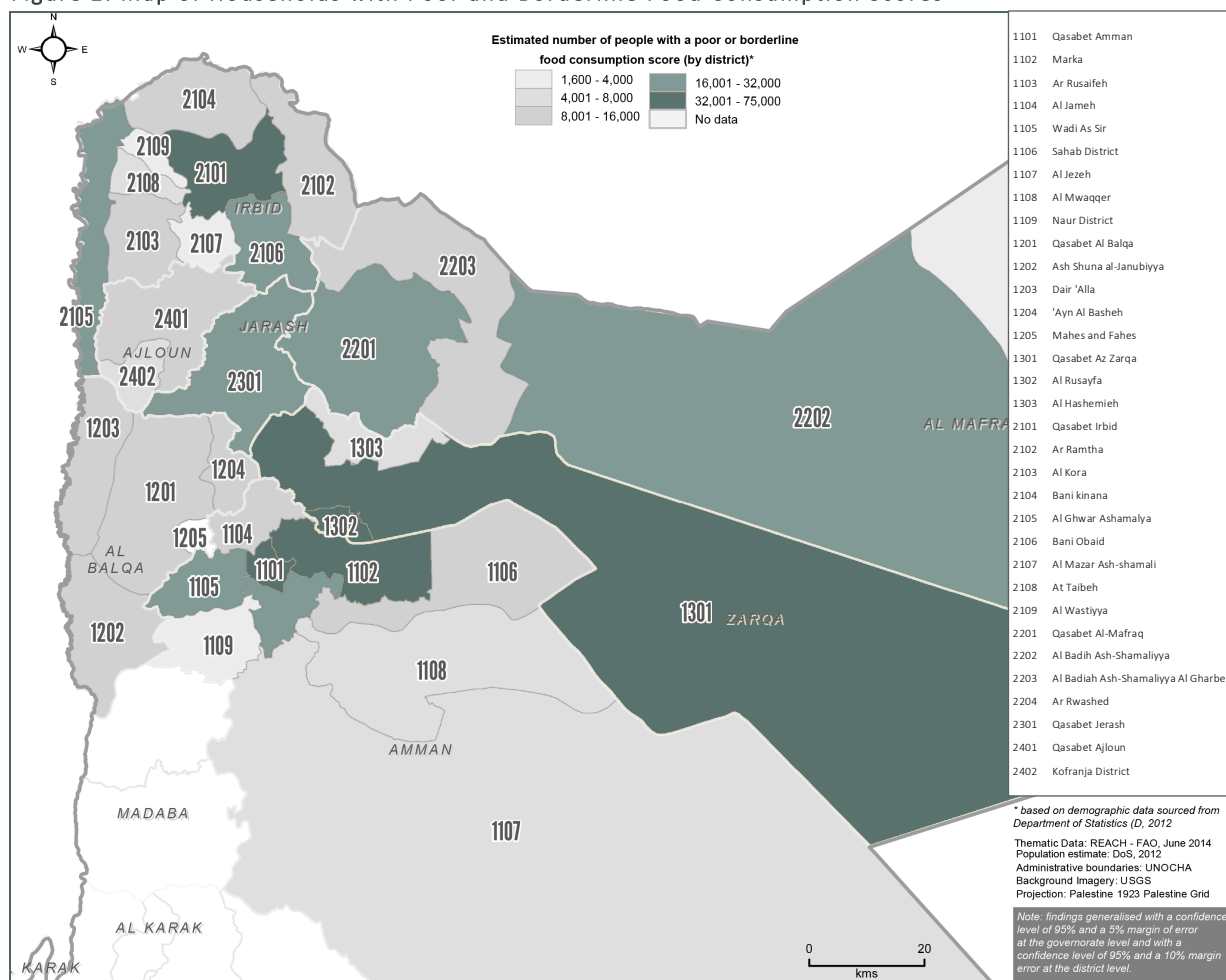 N
W E
S
Estimated number of people with a poor or borderline
food consumption score (by district)*
1,600 - 4,000
4,001 - 8,000
8,001 - 16,000
16,001 - 32,000
32,001 - 75,000
No data
2104
2109
2101
2108
2102
IRBID
2103
2107
2106
2203
2105
2401
JARASH
2201
AJLOUN
2402
2301
2202
AL MAFRA
1203
1303
1204
1201
1302
1205
1104
AL
BALQA
1101
1102
1106
1105
1301
ZARQA
1202
1109
1108
AMMAN
MADABA
1107
AL KARAK
KARAK
0 20
kms
1101 Qasabet Amman
1102 Marka
1103 Ar Rusaifeh
1104 Al Jameh
1105 Wadi As Sir
1106 Sahab District
1107 Al Jezeh
1108 Al Mwaqqer
1109 Naur District
1201 Qasabet Al Balqa
1202 Ash Shuna al-Janubiyya
1203 Dair 'Alla
1204 'Ayn Al Basheh
1205 Mahes and Fahes
1301 Qasabet Az Zarqa
1302 Al Rusayfa
1303 Al Hashemieh
2101 Qasabet Irbid
2102 Ar Ramtha
2103 Al Kora
2104 Bani kinana
2105 Al Ghwar Ashamalya
2106 Bani Obaid
2107 Al Mazar Ash-shamali
2108 At Taibeh
2109 Al Wastiyya
2201 Qasabet Al-Mafraq
2202 Al Badih Ash-Shamaliyya
2203 Al Badiah Ash-Shamaliyya Al Gharbe
2204 Ar Rwashed
2301 Qasabet Jerash
2401 Qasabet Ajloun
2402 Kofranja District
* based on demographic data sourced from
Department of Statistics (D, 2012
Thematic Data: REACH - FAO, June 2014
Population estimate: DoS, 2012
Administrative boundaries: UNOCHA
Background Imagery: USGS
Projection: Palestine 1923 Palestine Grid
Note: findings generalised with a confidence
level of 95% and a 5% margin of error
at the governorate level and with a
confidence level of 95% and a 10% margin
error at the district level.